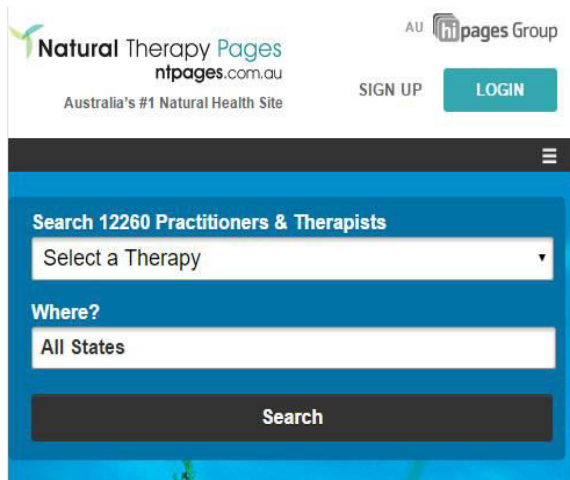 Natural Therapy Pages
ntpages.com.au
Australia's #1 Natural Health Site
AU hipages Group
SIGN UP LOGIN
Search 12260 Practitioners & Therapists
Select a Therapy
Where?
All States
Search